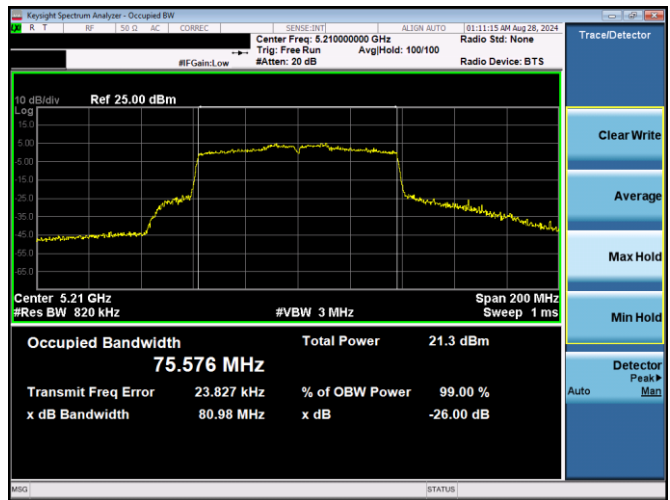 Keysight Spectrum Analyzer - Occupied BW
R T RF 50 Ω AC CORREC SENSE:INT ALIGN AUTO 01:11:15 AM Aug 28, 2024
Center Freq: 5.210000000 GHz Radio Std: None
Trig: Free Run Avg|Hold: 100/100
#IFGain:Low #Atten: 20 dB Radio Device: BTS
10 dB/div Ref 25.00 dBm
Log
15.0
5.00
-5.00
-15.0
-25.0
-35.0
-45.0
-55.0
-65.0
Center 5.21 GHz Span 200 MHz
#Res BW 820 kHz #VBW 3 MHz Sweep 1 ms
Occupied Bandwidth Total Power 21.3 dBm
75.576 MHz
Transmit Freq Error 23.827 kHz % of OBW Power 99.00 %
x dB Bandwidth 80.98 MHz x dB -26.00 dB
Trace/Detector
Clear Write
Average
Max Hold
Min Hold
Detector
Peak▶
Auto Man
MSG STATUS